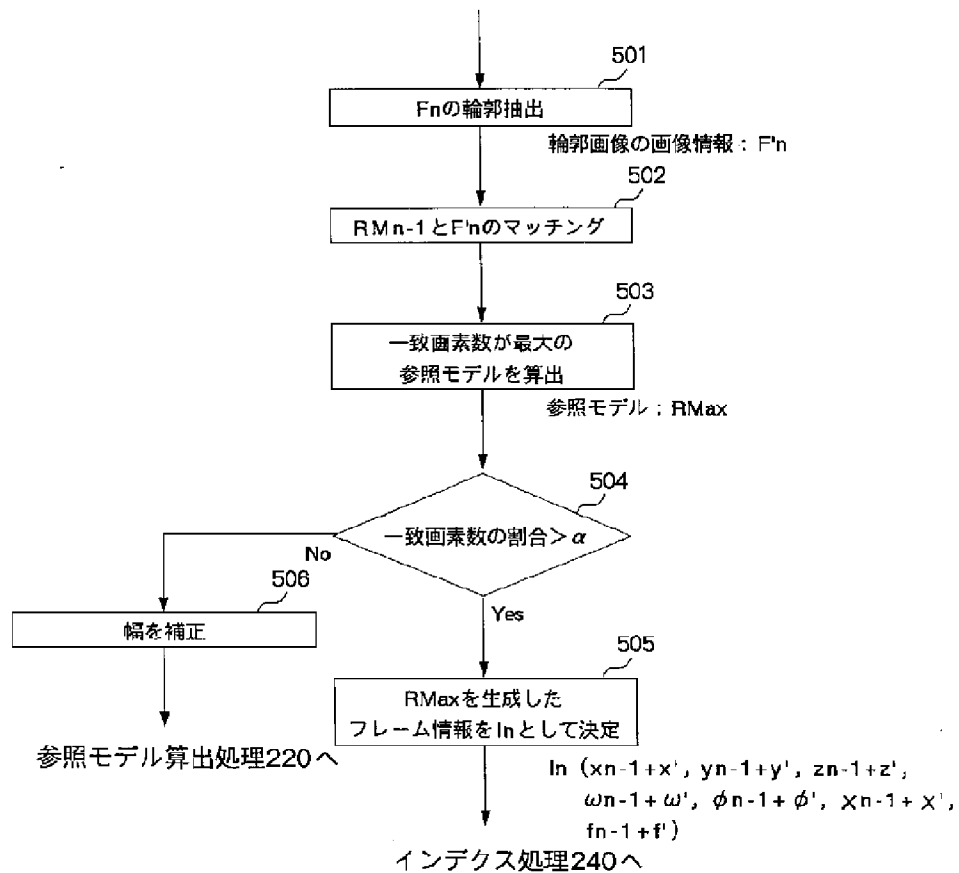 501
Fnの輪郭抽出
輪郭画像の画像情報：F'n
502
RMn-1とF'nのマッチング
503
一致画素数が最大の
参照モデルを算出
参照モデル；RMax
504
一致画素数の割合＞α
No
Yes
506
幅を補正
505
RMaxを生成した
フレーム情報をInとして決定
参照モデル算出処理220へ
In (xn-1+x', yn-1+y', zn-1+z',
ωn-1+ω', φn-1+φ', χn-1+χ',
fn-1+f')
インデクス処理240へ